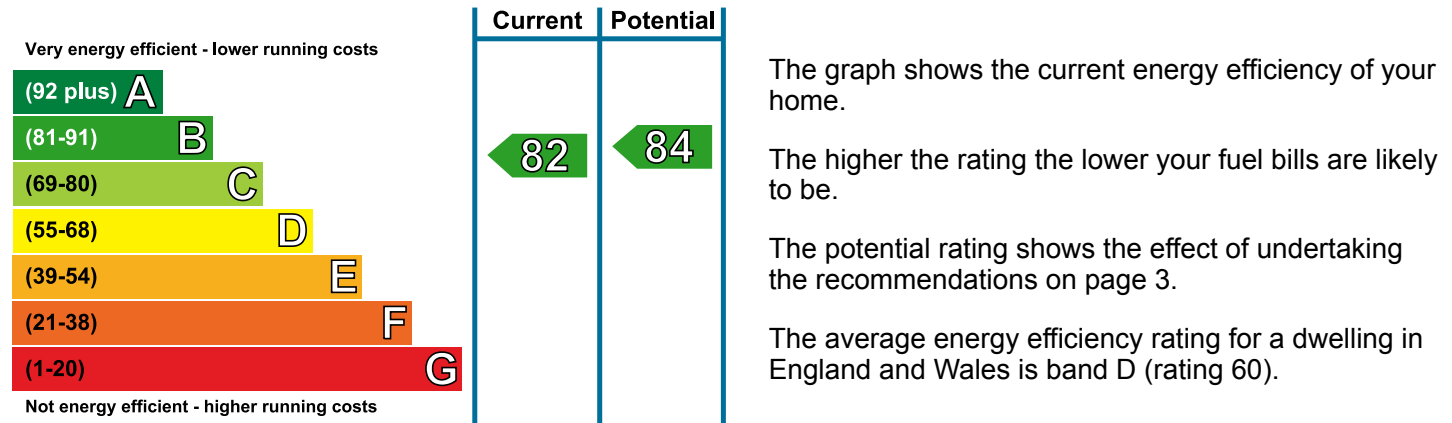 Current Potential
Very energy efficient - lower running costs
(92 plus) A
(81-91) B
(69-80) C
(55-68) D
(39-54) E
(21-38) F
(1-20) G
Not energy efficient - higher running costs
82
84
The graph shows the current energy efficiency of your
home.
The higher the rating the lower your fuel bills are likely
to be.
The potential rating shows the effect of undertaking
the recommendations on page 3.
The average energy efficiency rating for a dwelling in
England and Wales is band D (rating 60).